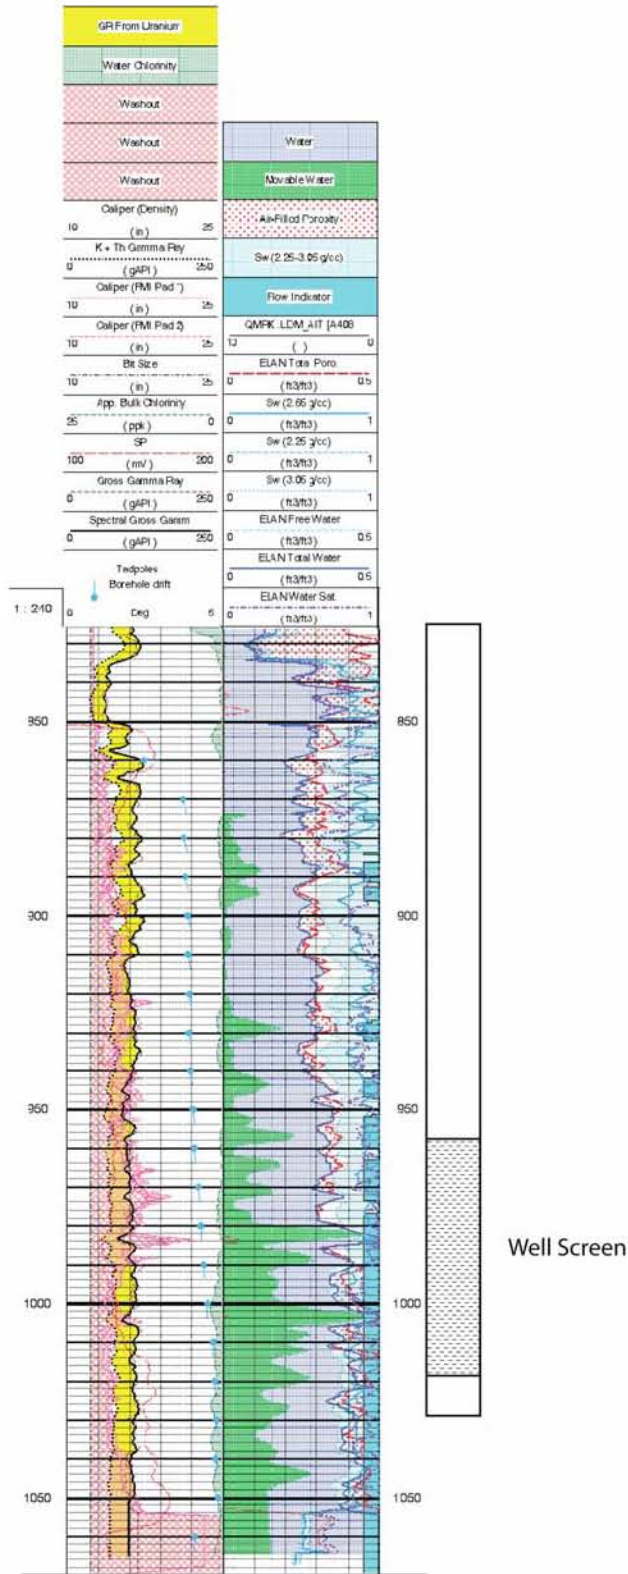 GR From Uranium
Water Chlorinity
Washout
Washout
Washout
Caliper (Density)
10 (in) 25
K + Th Gamma Ray
0 (gAPI) 250
Caliper (FMI Pad 1)
10 (in) 25
Caliper (FMI Pad 2)
10 (in) 25
Bit Size
10 (in) 25
App. Bulk Chlorinity
25 (ppk) 0
SP
100 (mV) 200
Gross Gamma Ray
0 (gAPI) 250
Spectral Gross Gamm
0 (gAPI) 250
Tadpoles
Borehole drift
1 : 240
0 Deg 5
Water
Movable Water
Air-Filled Porosity
Sw (2.25-3.05 g/cc)
Flow Indicator
10 ( ) 0
ELAN Total Poro.
0 (ft3/ft3) 0.5
Sw (2.65 g/cc)
0 (ft3/ft3) 1
Sw (2.25 g/cc)
0 (ft3/ft3) 1
Sw (3.05 g/cc)
0 (ft3/ft3) 1
ELAN Free Water
0 (ft3/ft3) 0.5
ELAN Total Water
0 (ft3/ft3) 0.5
ELAN Water Sat.
0 (ft3/ft3) 1
850 850
900 900
950 950
Well Screen
1000 1000
1050 1050